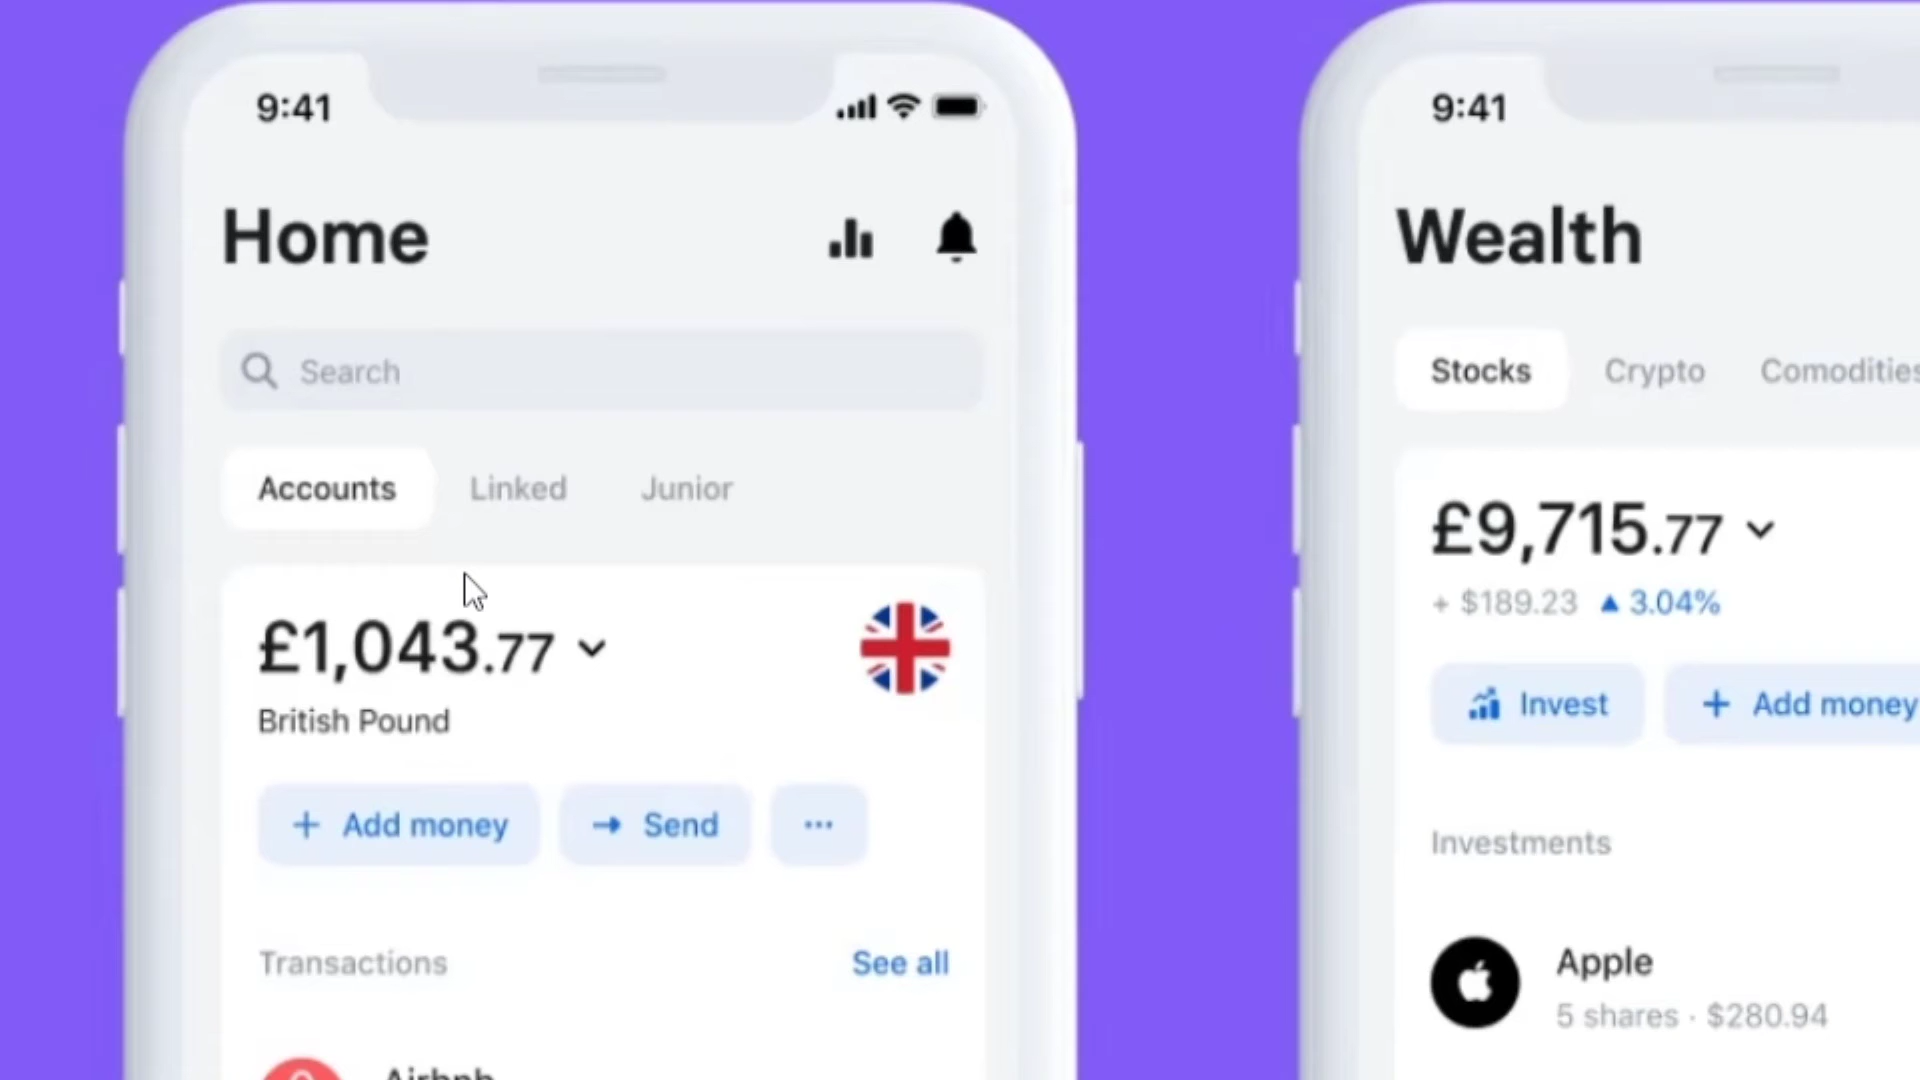 9:41
Home
Search
Accounts Linked Junior
£1,043.77
British Pound
+ Add money → Send ···
Transactions See all
Airbnb
9:41
Wealth
Stocks Crypto Comodities
£9,715.77
+ $189.23 ▲ 3.04%
Invest + Add money
Investments
Apple
5 shares · $280.94